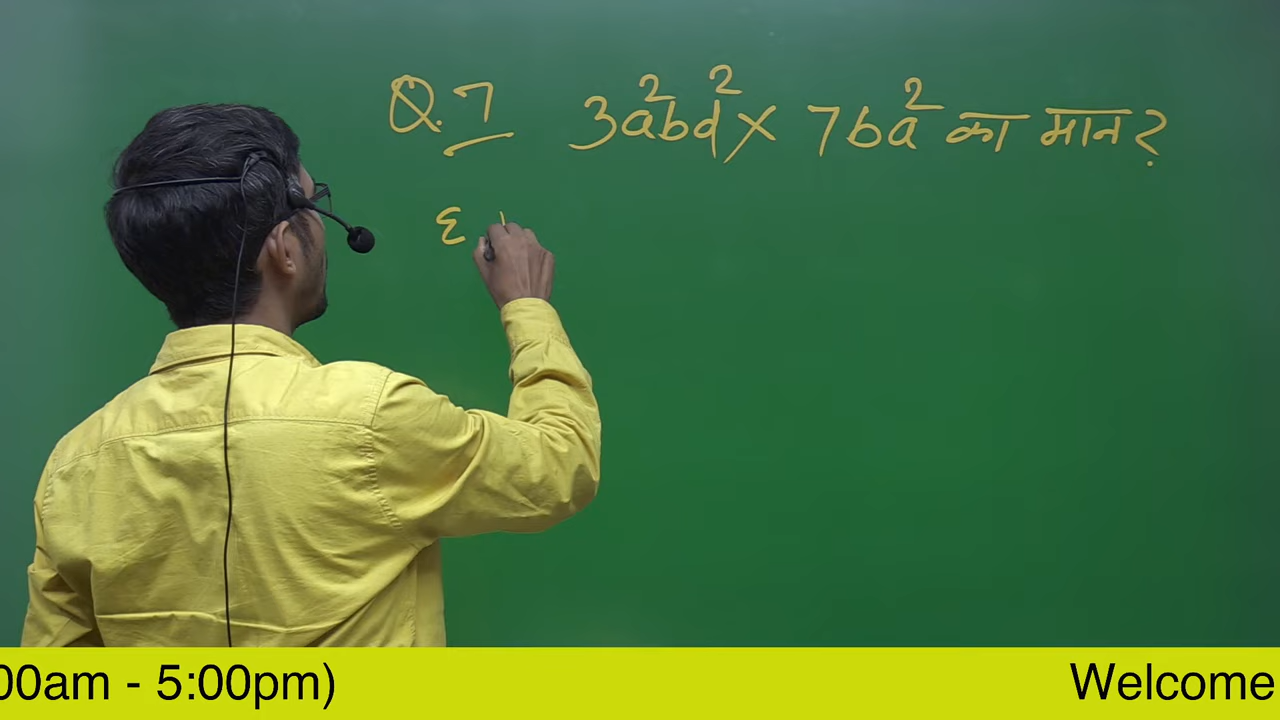 Q.7 3a²bd² × 7ba² का मान?
00am - 5:00pm) Welcome